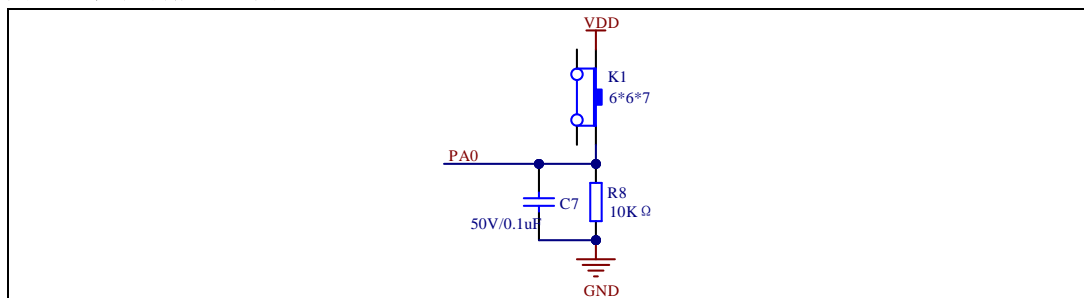 VDD
K1
6*6*7
PA0
R8
C7
10KΩ
50V/0.1uF
GND